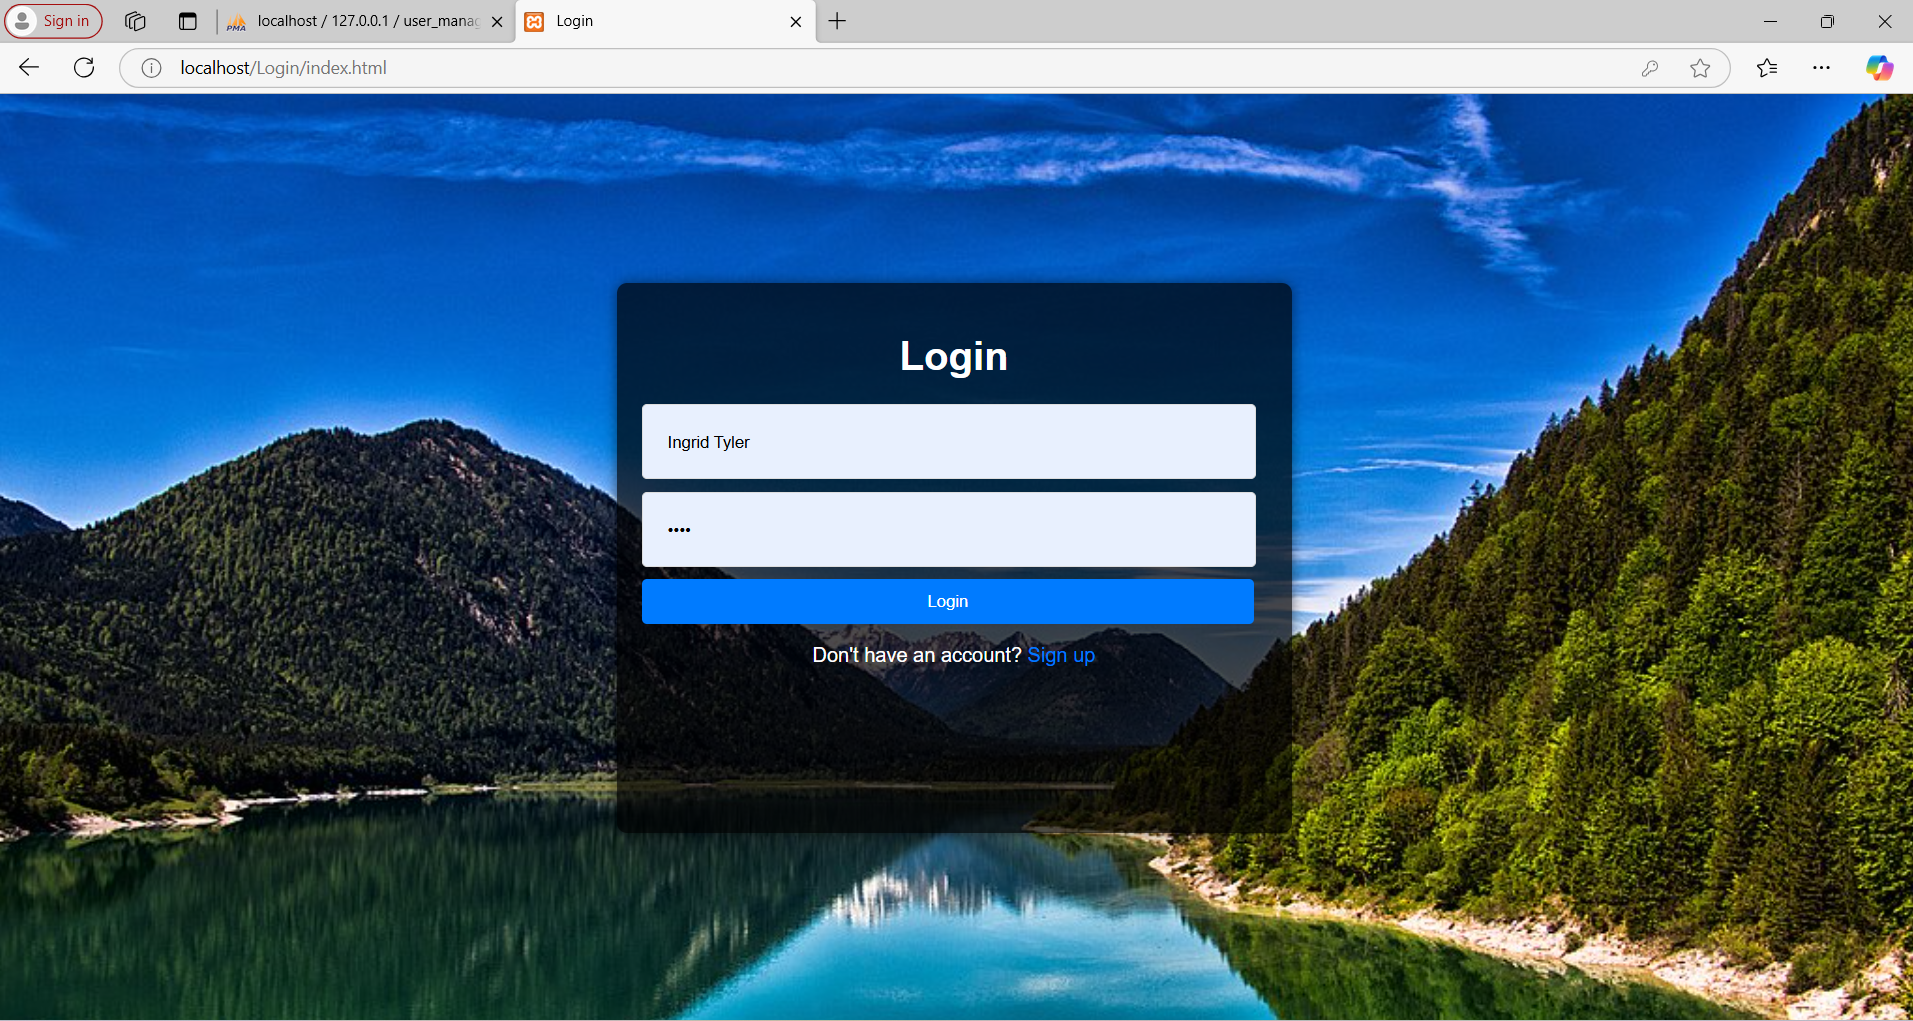 Sign in
PMA
localhost / 127.0.0.1 / user_manag
Login
localhost/Login/index.html
Login
Ingrid Tyler
••••
Login
Don't have an account? Sign up